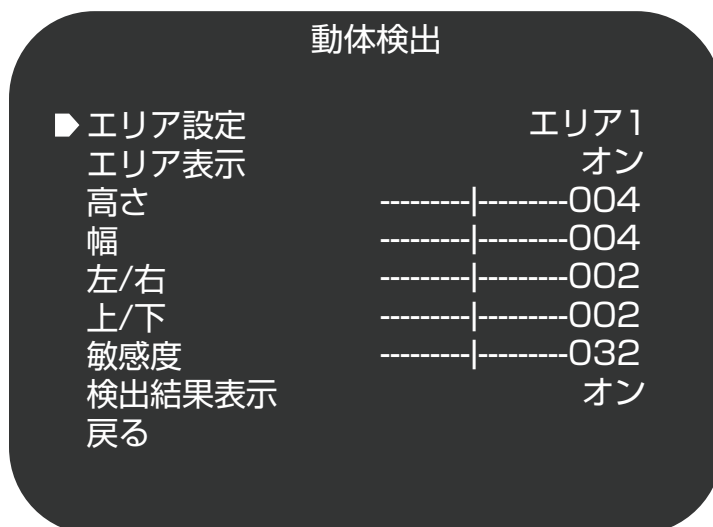 動体検出
エリア設定 エリア1
エリア表示 オン
高さ ---------|---------004
幅 ---------|---------004
左/右 ---------|---------002
上/下 ---------|---------002
敏感度 ---------|---------032
検出結果表示 オン
戻る